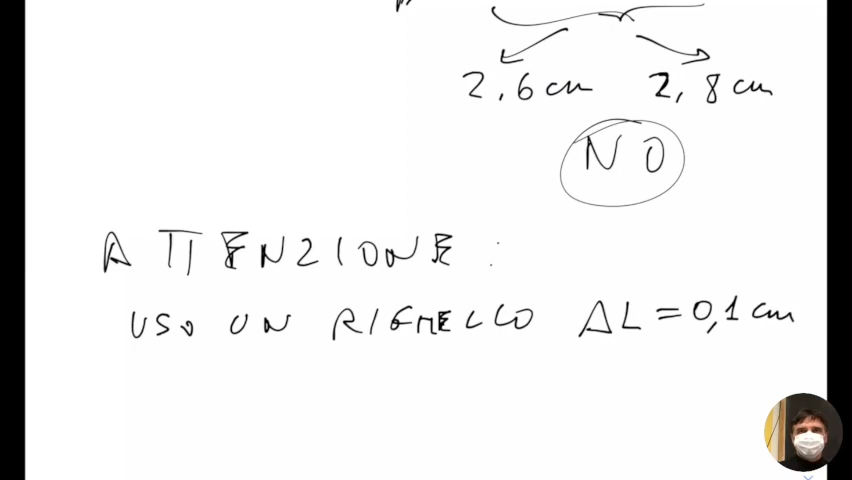 2,6 cm 2,8 cm
NO
ATTENZIONE:
USO UN RIGHELLO ΔL = 0,1 cm